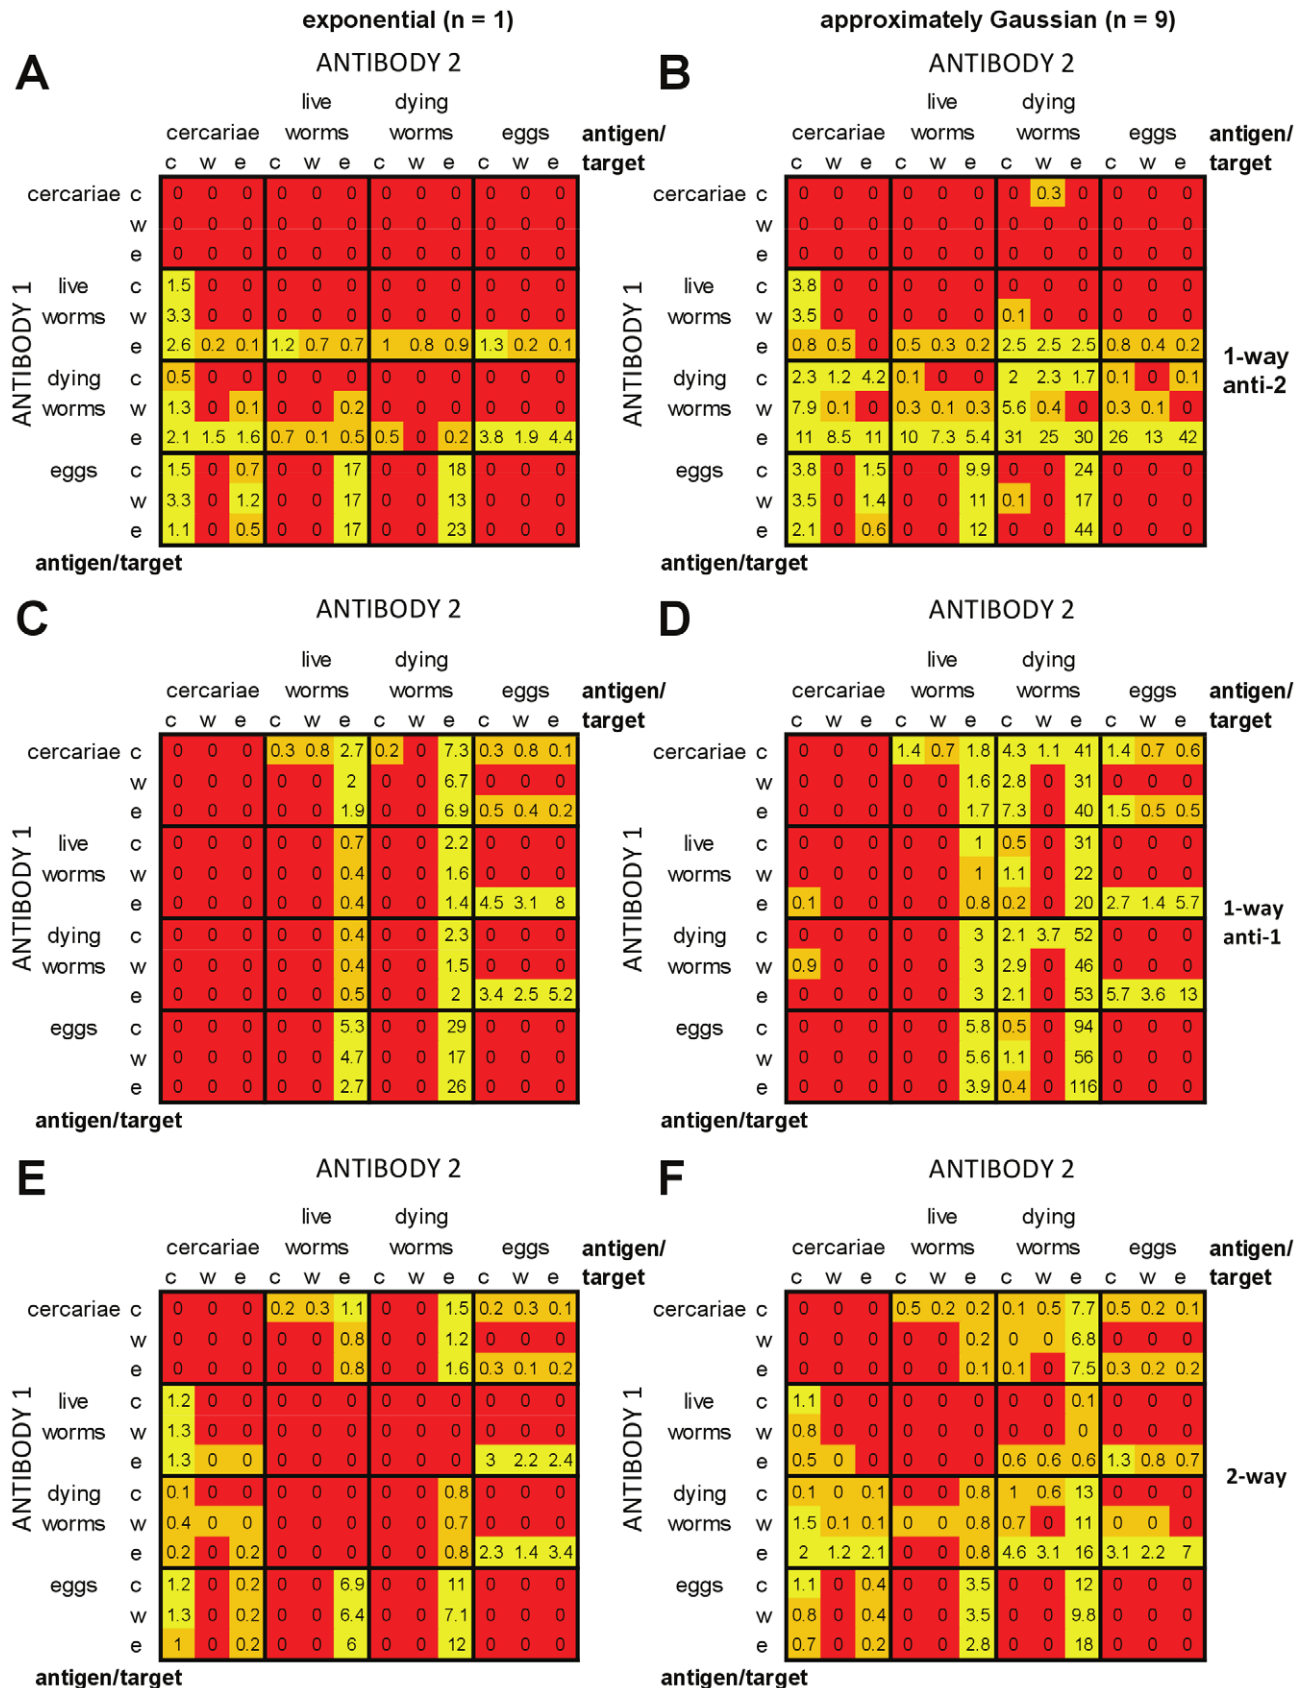 exponential (n = 1) approximately Gaussian (n = 9)
A ANTIBODY 2
live dying
cercariae worms worms eggs antigen/
c w e c w e c w e c w e target
cercariae c 0 0 0 0 0 0 0 0 0 0 0 0
w 0 0 0 0 0 0 0 0 0 0 0 0
e 0 0 0 0 0 0 0 0 0 0 0 0
live c 1.5 0 0 0 0 0 0 0 0 0 0 0
worms w 3.3 0 0 0 0 0 0 0 0 0 0 0
e 2.6 0.2 0.1 1.2 0.7 0.7 1 0.8 0.9 1.3 0.2 0.1
dying c 0.5 0 0 0 0 0 0 0 0 0 0 0
worms w 1.3 0 0.1 0 0 0.2 0 0 0 0 0 0
e 2.1 1.5 1.6 0.7 0.1 0.5 0.5 0 0.2 3.8 1.9 4.4
eggs c 1.5 0 0.7 0 0 17 0 0 18 0 0 0
w 3.3 0 1.2 0 0 17 0 0 13 0 0 0
e 1.1 0 0.5 0 0 17 0 0 23 0 0 0
ANTIBODY 1
antigen/target
B ANTIBODY 2
live dying
cercariae worms worms eggs antigen/
c w e c w e c w e c w e target
cercariae c 0 0 0 0 0 0 0 0.3 0 0 0 0
w 0 0 0 0 0 0 0 0 0 0 0 0
e 0 0 0 0 0 0 0 0 0 0 0 0
live c 3.8 0 0 0 0 0 0 0 0 0 0 0
worms w 3.5 0 0 0 0 0 0.1 0 0 0 0 0
e 0.8 0.5 0 0.5 0.3 0.2 2.5 2.5 2.5 0.8 0.4 0.2
dying c 2.3 1.2 4.2 0.1 0 0 2 2.3 1.7 0.1 0 0.1
worms w 7.9 0.1 0 0.3 0.1 0.3 5.6 0.4 0 0.3 0.1 0
e 11 8.5 11 10 7.3 5.4 31 25 30 26 13 42
eggs c 3.8 0 1.5 0 0 9.9 0 0 24 0 0 0
w 3.5 0 1.4 0 0 11 0.1 0 17 0 0 0
e 2.1 0 0.6 0 0 12 0 0 44 0 0 0
ANTIBODY 1
antigen/target
1-way
anti-2
C ANTIBODY 2
live dying
cercariae worms worms eggs antigen/
c w e c w e c w e c w e target
cercariae c 0 0 0 0.3 0.8 2.7 0.2 0 7.3 0.3 0.8 0.1
w 0 0 0 0 0 2 0 0 6.7 0 0 0
e 0 0 0 0 0 1.9 0 0 6.9 0.5 0.4 0.2
live c 0 0 0 0 0 0.7 0 0 2.2 0 0 0
worms w 0 0 0 0 0 0.4 0 0 1.6 0 0 0
e 0 0 0 0 0 0.4 0 0 1.4 4.5 3.1 8
dying c 0 0 0 0 0 0.4 0 0 2.3 0 0 0
worms w 0 0 0 0 0 0.4 0 0 1.5 0 0 0
e 0 0 0 0 0 0.5 0 0 2 3.4 2.5 5.2
eggs c 0 0 0 0 0 5.3 0 0 29 0 0 0
w 0 0 0 0 0 4.7 0 0 17 0 0 0
e 0 0 0 0 0 2.7 0 0 26 0 0 0
ANTIBODY 1
antigen/target
D ANTIBODY 2
live dying
cercariae worms worms eggs antigen/
c w e c w e c w e c w e target
cercariae c 0 0 0 1.4 0.7 1.8 4.3 1.1 41 1.4 0.7 0.6
w 0 0 0 0 0 1.6 2.8 0 31 0 0 0
e 0 0 0 0 0 1.7 7.3 0 40 1.5 0.5 0.5
live c 0 0 0 0 0 1 0.5 0 31 0 0 0
worms w 0 0 0 0 0 1 1.1 0 22 0 0 0
e 0.1 0 0 0 0 0.8 0.2 0 20 2.7 1.4 5.7
dying c 0 0 0 0 0 3 2.1 3.7 52 0 0 0
worms w 0.9 0 0 0 0 3 2.9 0 46 0 0 0
e 0 0 0 0 0 3 2.1 0 53 5.7 3.6 13
eggs c 0 0 0 0 0 5.8 0.5 0 94 0 0 0
w 0 0 0 0 0 5.6 1.1 0 56 0 0 0
e 0 0 0 0 0 3.9 0.4 0 116 0 0 0
ANTIBODY 1
antigen/target
1-way
anti-1
E ANTIBODY 2
live dying
cercariae worms worms eggs antigen/
c w e c w e c w e c w e target
cercariae c 0 0 0 0.2 0.3 1.1 0 0 1.5 0.2 0.3 0.1
w 0 0 0 0 0 0.8 0 0 1.2 0 0 0
e 0 0 0 0 0 0.8 0 0 1.6 0.3 0.1 0.2
live c 1.2 0 0 0 0 0 0 0 0 0 0 0
worms w 1.3 0 0 0 0 0 0 0 0 0 0 0
e 1.3 0 0 0 0 0 0 0 0 3 2.2 2.4
dying c 0.1 0 0 0 0 0 0 0 0.8 0 0 0
worms w 0.4 0 0 0 0 0 0 0 0.7 0 0 0
e 0.2 0 0.2 0 0 0 0 0 0.8 2.3 1.4 3.4
eggs c 1.2 0 0.2 0 0 6.9 0 0 11 0 0 0
w 1.3 0 0.2 0 0 6.4 0 0 7.1 0 0 0
e 1 0 0.2 0 0 6 0 0 12 0 0 0
ANTIBODY 1
antigen/target
F ANTIBODY 2
live dying
cercariae worms worms eggs antigen/
c w e c w e c w e c w e target
cercariae c 0 0 0 0.5 0.2 0.2 0.1 0.5 7.7 0.5 0.2 0.1
w 0 0 0 0 0 0.2 0 0 6.8 0 0 0
e 0 0 0 0 0 0.1 0.1 0 7.5 0.3 0.2 0.2
live c 1.1 0 0 0 0 0 0 0 0.1 0 0 0
worms w 0.8 0 0 0 0 0 0 0 0 0 0 0
e 0.5 0 0 0 0 0 0.6 0.6 0.6 1.3 0.8 0.7
dying c 0.1 0 0.1 0 0 0.8 1 0.6 13 0 0 0
worms w 1.5 0.1 0.1 0 0 0.8 0.7 0 11 0 0 0
e 2 1.2 2.1 0 0 0.8 4.6 3.1 16 3.1 2.2 7
eggs c 1.1 0 0.4 0 0 3.5 0 0 12 0 0 0
w 0.8 0 0.4 0 0 3.5 0 0 9.8 0 0 0
e 0.7 0 0.2 0 0 2.8 0 0 18 0 0 0
ANTIBODY 1
antigen/target
2-way